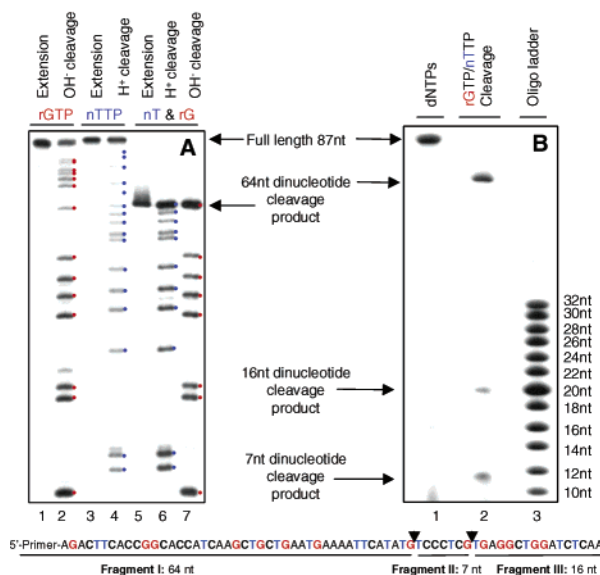 Extension
OH- cleavage
Extension
H+ cleavage
Extension
H+ cleavage
OH- cleavage
rGTP
nTTP
nT & rG
A
1 2 3 4 5 6 7
Full length 87nt
64nt dinucleotide
cleavage
product
16nt dinucleotide
cleavage
product
7nt dinucleotide
cleavage
product
dNTPs
rGTP/nTTP
Cleavage
Oligo ladder
B
32nt
30nt
28nt
26nt
24nt
22nt
20nt
18nt
16nt
14nt
12nt
10nt
1 2 3
5'-Primer-AGACTTCACCGGCACCATCAAGCTGCTGAATGAAAATTCATATGTCCCTCGTGAGGCTGGATCTCAA
Fragment I: 64 nt
Fragment II: 7 nt
Fragment III: 16 nt